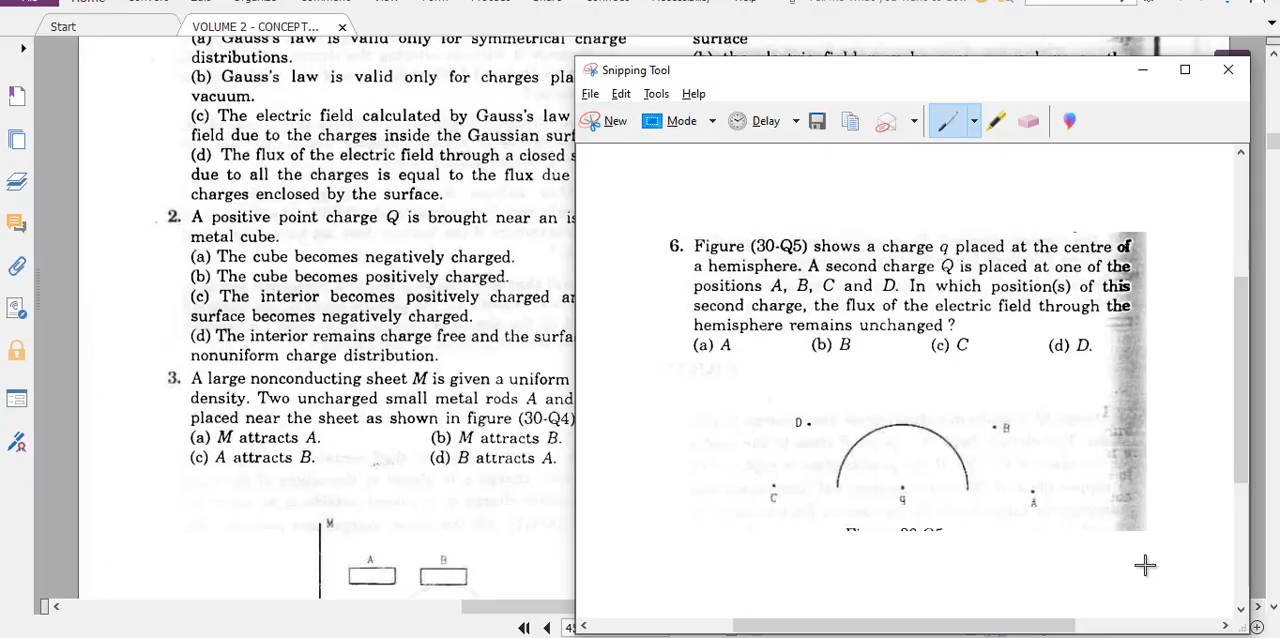 Start
VOLUME 2 - CONCEPT...
(a) Gauss's law is valid only for symmetrical charge
distributions.
(b) Gauss's law is valid only for charges pla
vacuum.
(c) The electric field calculated by Gauss's law
field due to the charges inside the Gaussian sur
(d) The flux of the electric field through a closed s
due to all the charges is equal to the flux due
charges enclosed by the surface.
2. A positive point charge Q is brought near an is
metal cube.
(a) The cube becomes negatively charged.
(b) The cube becomes positively charged.
(c) The interior becomes positively charged an
surface becomes negatively charged.
(d) The interior remains charge free and the surfa
nonuniform charge distribution.
3. A large nonconducting sheet M is given a uniform
density. Two uncharged small metal rods A and
placed near the sheet as shown in figure (30-Q4)
(a) M attracts A. (b) M attracts B.
(c) A attracts B. (d) B attracts A.
M
A B
surface
Snipping Tool
File Edit Tools Help
New Mode Delay
6. Figure (30-Q5) shows a charge q placed at the centre of
a hemisphere. A second charge Q is placed at one of the
positions A, B, C and D. In which position(s) of this
second charge, the flux of the electric field through the
hemisphere remains unchanged ?
(a) A (b) B (c) C (d) D.
D B
C q A